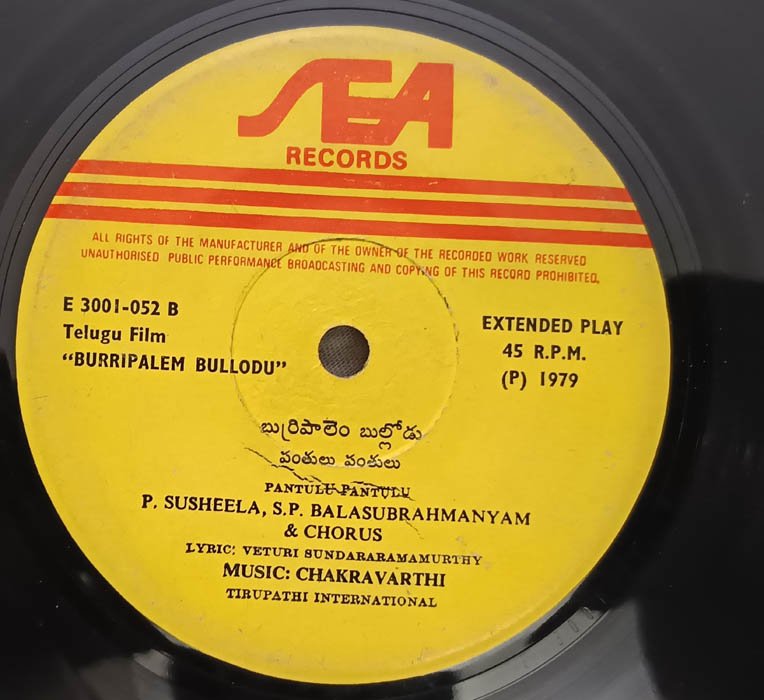 SEA
RECORDS
ALL RIGHTS OF THE MANUFACTURER AND OF THE OWNER OF THE RECORDED WORK RESERVED
UNAUTHORISED PUBLIC PERFORMANCE BROADCASTING AND COPYING OF THIS RECORD PROHIBITED.
E 3001-052 B
Telugu Film
"BURRIPALEM BULLODU"
EXTENDED PLAY
45 R.P.M.
(P) 1979
బుర్రిపాలెం బుల్లోడు
పంతులు పంతులు
PANTULU PANTULU
P. SUSHEELA, S.P. BALASUBRAHMANYAM
& CHORUS
LYRIC: VETURI SUNDARARAMAMURTHY
MUSIC: CHAKRAVARTHI
TIRUPATHI INTERNATIONAL